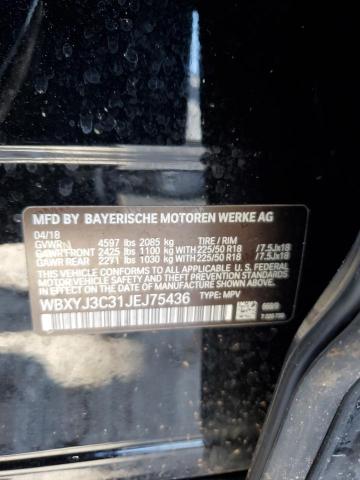 MFD BY BAYERISCHE MOTOREN WERKE AG
04/18
GVWR 4597 lbs 2085 kg TIRE / RIM
GAWR FRONT 2425 lbs 1100 kg WITH 225/50 R18 /7.5Jx18
GAWR REAR 2271 lbs 1030 kg WITH 225/50 R18 /7.5Jx18
THIS VEHICLE CONFORMS TO ALL APPLICABLE FEDERAL MOTOR
VEHICLE SAFETY, BUMPER, AND THEFT PREVENTION STANDARDS
IN EFFECT ON THE DATE OF MANUFACTURE SHOWN ABOVE.
WBXYJ3C31JEJ75436 TYPE: MPV